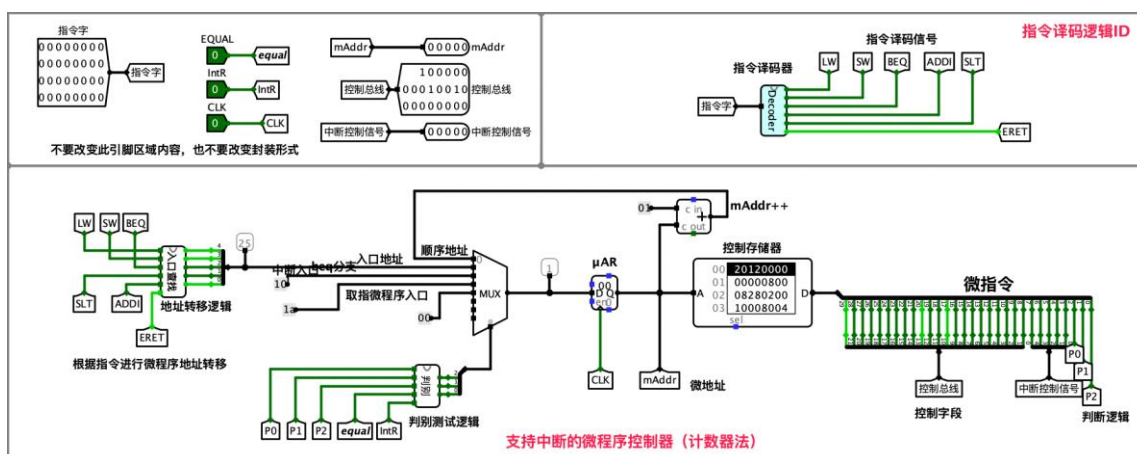 指令字
00000000
00000000
00000000
00000000
指令字
EQUAL
0
equal
IntR
0
IntR
CLK
0
CLK
mAddr
00000
mAddr
控制总线
100000
00010010
00000000
控制总线
中断控制信号
00000
中断控制信号
不要改变此引脚区域内容，也不要改变封装形式
指令译码逻辑ID
指令译码信号
指令译码器
LW
SW
BEQ
ADDI
SLT
指令字
Decoder
ERET
LW
SW
BEQ
入口查找
SLT
ADDI
地址转移逻辑
ERET
根据指令进行微程序地址转移
25
中断入口
10
beq分支
入口地址
顺序地址
1a
取指微程序入口
00
0
MUX
1
01
c in
+
c out
mAddr++
μAR
00
D Q
en0
CLK
mAddr
微地址
控制存储器
A
00 20120000
01 00000800
02 08280200
03 10008004
D
sel
微指令
P0
P1
P2
控制总线
中断控制信号
控制字段
判断逻辑
判别
P0
P1
P2
equal
IntR
判别测试逻辑
支持中断的微程序控制器（计数器法）